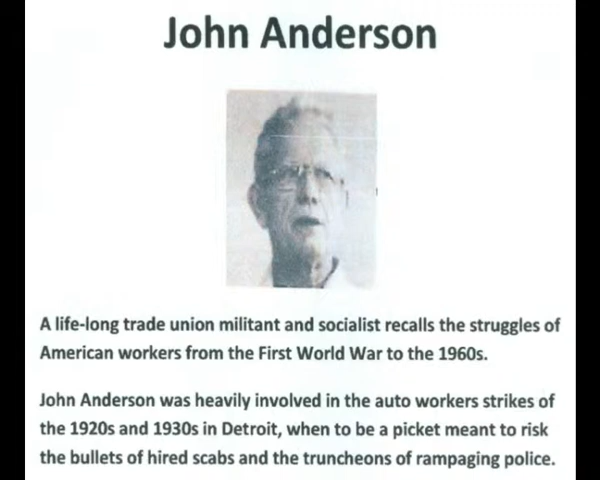 John Anderson
A life-long trade union militant and socialist recalls the struggles of
American workers from the First World War to the 1960s.
John Anderson was heavily involved in the auto workers strikes of
the 1920s and 1930s in Detroit, when to be a picket meant to risk
the bullets of hired scabs and the truncheons of rampaging police.